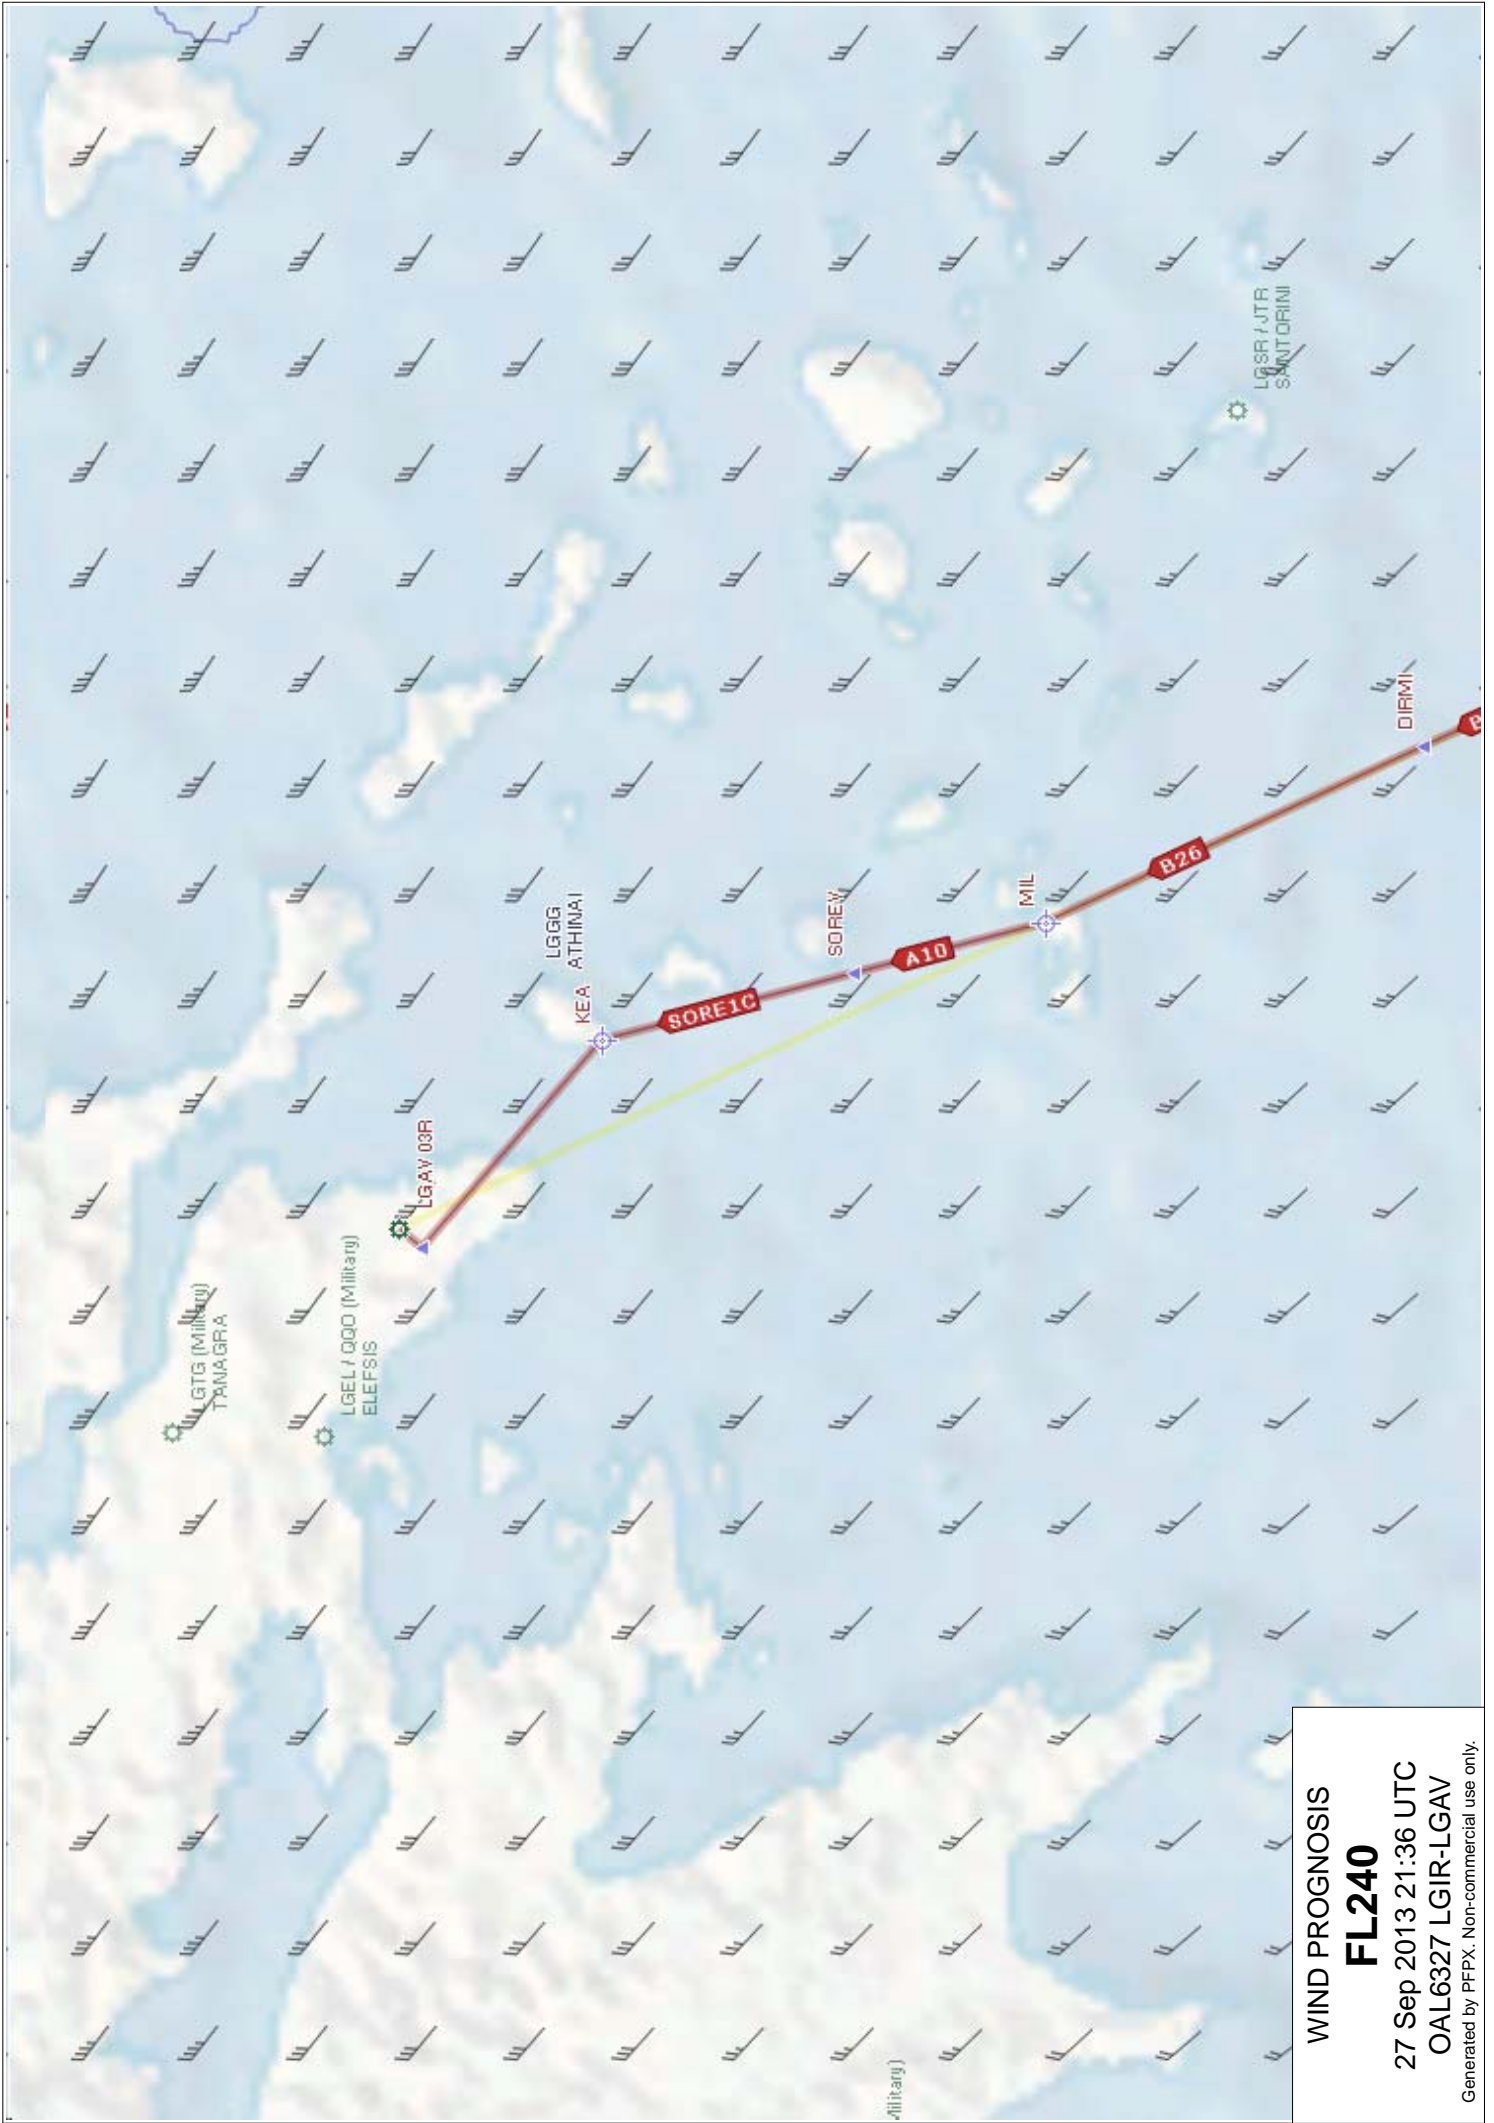 LGTG (Military)
TANAGRA
LGEL / QQO (Military)
ELEFSIS
LGAV 03R
LGGG
ATHINAI
KEA
SORE1C
SOREV
A10
MIL
B26
DIRMI
LGSR / JTR
SANTORINI
WIND PROGNOSIS
FL240
27 Sep 2013 21:36 UTC
OAL6327 LGIR-LGAV
Generated by PFPX. Non-commercial use only.